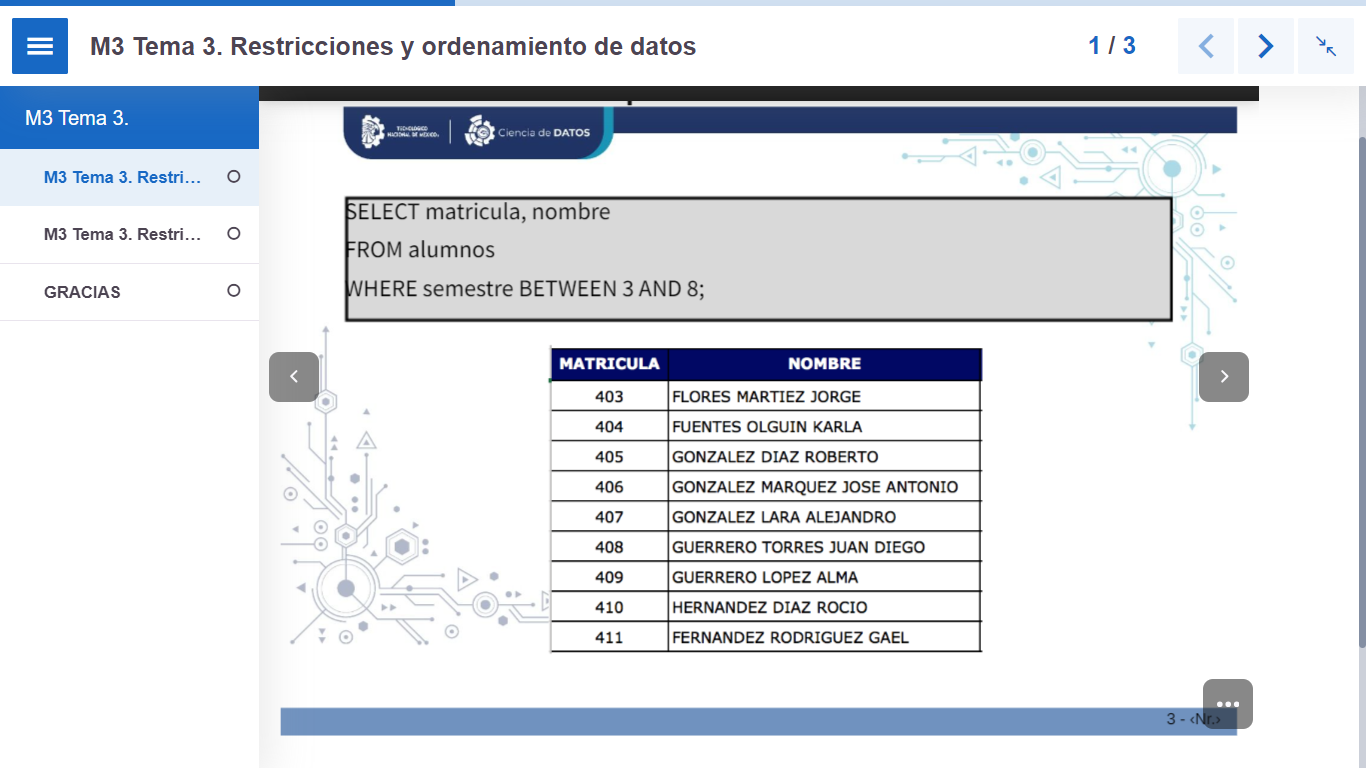 M3 Tema 3. Restricciones y ordenamiento de datos
1 / 3
M3 Tema 3.
M3 Tema 3. Restri...
M3 Tema 3. Restri...
GRACIAS
TECNOLÓGICO
NACIONAL DE MÉXICO.
Ciencia de DATOS
SELECT matricula, nombre
FROM alumnos
WHERE semestre BETWEEN 3 AND 8;
MATRICULA NOMBRE
403 FLORES MARTIEZ JORGE
404 FUENTES OLGUIN KARLA
405 GONZALEZ DIAZ ROBERTO
406 GONZALEZ MARQUEZ JOSE ANTONIO
407 GONZALEZ LARA ALEJANDRO
408 GUERRERO TORRES JUAN DIEGO
409 GUERRERO LOPEZ ALMA
410 HERNANDEZ DIAZ ROCIO
411 FERNANDEZ RODRIGUEZ GAEL
3 - ‹Nr.›